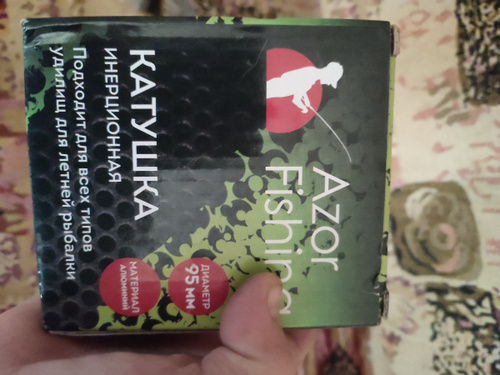 Azor
Fishing
КАТУШКА
ИНЕРЦИОННАЯ
Подходит для всех типов
удилищ для летней рыбалки
ДИАМЕТР
95 ММ
МАТЕРИАЛ
АЛЮМИНИЙ